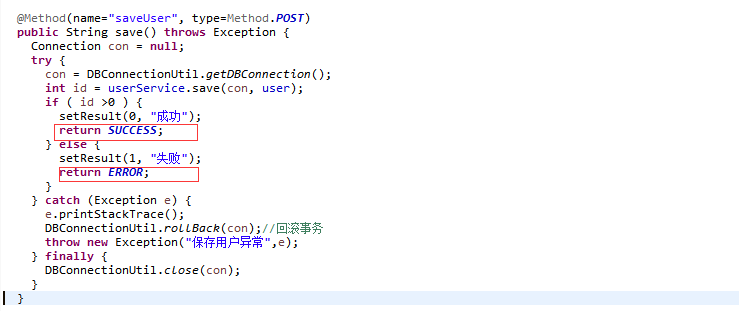 @Method(name="saveUser", type=Method.POST)
public String save() throws Exception {
Connection con = null;
try {
con = DBConnectionUtil.getDBConnection();
int id = userService.save(con, user);
if ( id >0 ) {
setResult(0, "成功");
return SUCCESS;
} else {
setResult(1, "失败");
return ERROR;
}
} catch (Exception e) {
e.printStackTrace();
DBConnectionUtil.rollBack(con);//回滚事务
throw new Exception("保存用户异常",e);
} finally {
DBConnectionUtil.close(con);
}
}